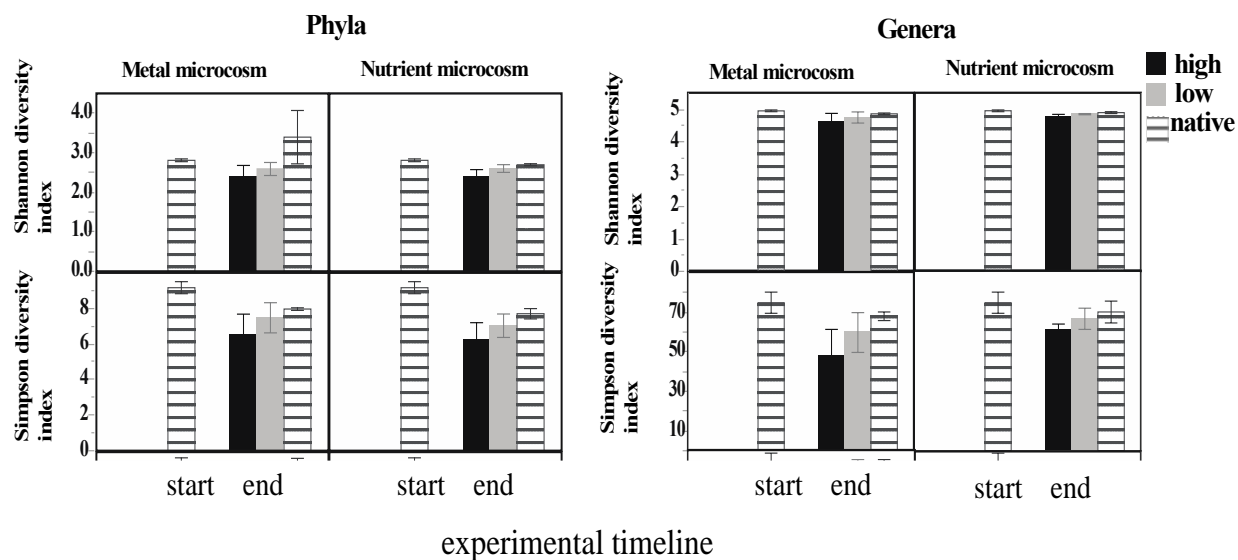 Phyla
Genera
Metal microcosm
Nutrient microcosm
Metal microcosm
Nutrient microcosm
high
low
native
Shannon diversity
index
4.0
3.0
2.0
1.0
0.0
Simpson diversity
index
8
6
4
2
0
Shannon diversity
index
5
4
3
2
1
0
Simpson diversity
index
70
50
30
10
start end
start end
start end
start end
experimental timeline